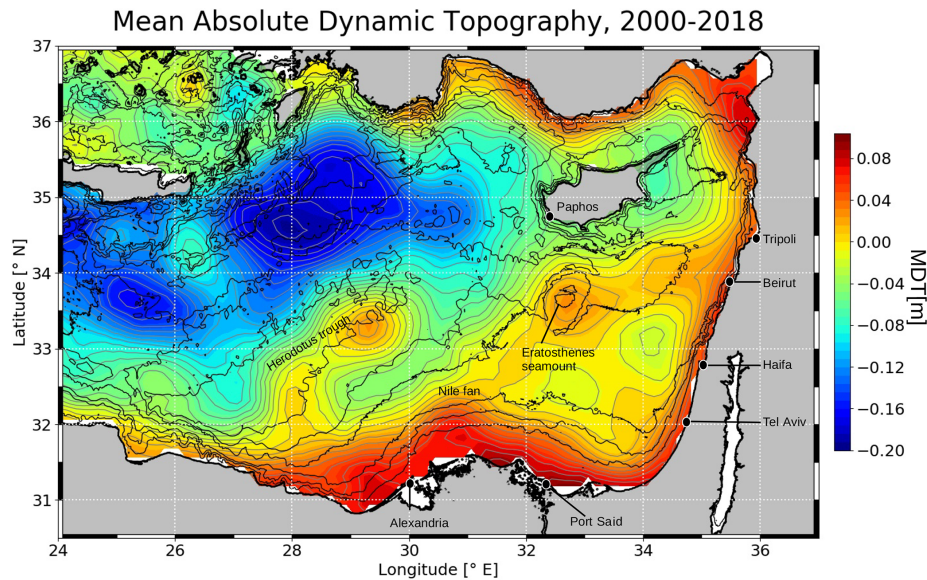 Mean Absolute Dynamic Topography, 2000-2018
37
36
35
34
33
32
31
Latitude [° N]
24
26
28
30
32
34
36
Longitude [° E]
Paphos
Tripoli
Beirut
Haifa
Tel Aviv
Port Said
Alexandria
Herodotus trough
Eratosthenes
seamount
Nile fan
0.08
0.04
0.00
−0.04
−0.08
−0.12
−0.16
−0.20
MDT[m]